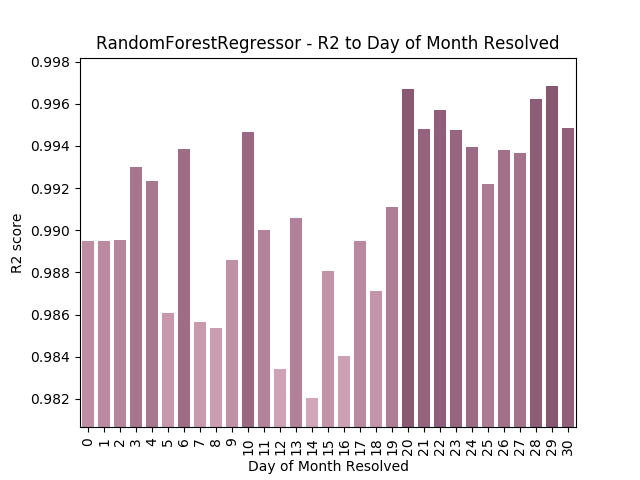 RandomForestRegressor - R2 to Day of Month Resolved
0.998
0.996
0.994
0.992
0.990
0.988
0.986
0.984
0.982
R2 score
0 1 2 3 4 5 6 7 8 9 10 11 12 13 14 15 16 17 18 19 20 21 22 23 24 25 26 27 28 29 30
Day of Month Resolved